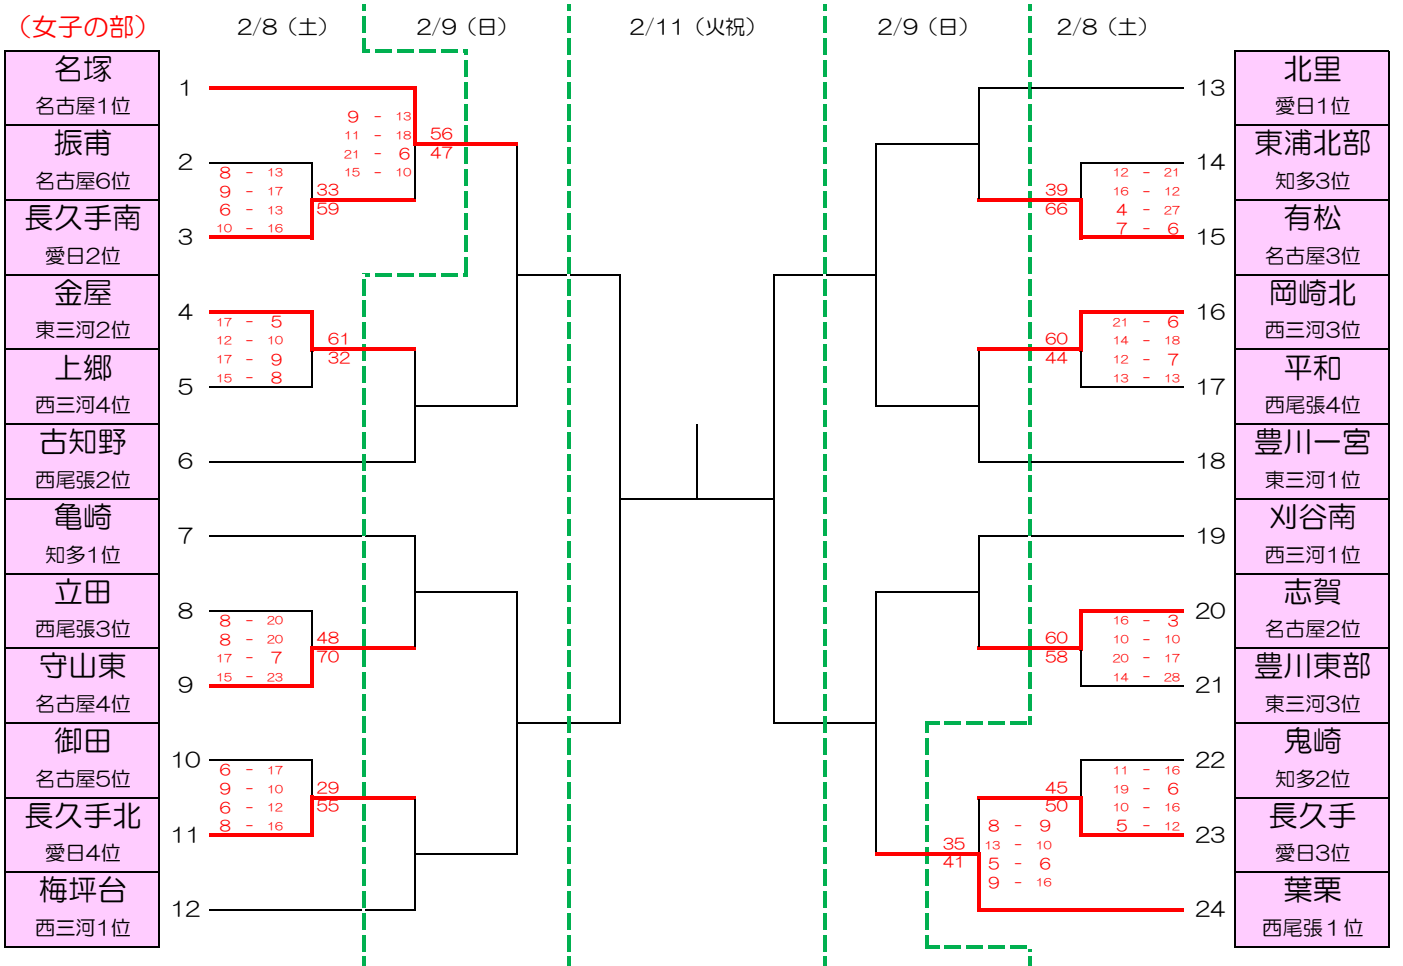 （女子の部）
2/8（土）
2/9（日）
2/11（火祝）
2/9（日）
2/8（土）
名塚
名古屋1位
1
振甫
名古屋6位
2
長久手南
愛日2位
3
9 - 13
11 - 18
21 - 6
15 - 10
56
47
8 - 13
9 - 17
6 - 13
10 - 16
33
59
金屋
東三河2位
4
上郷
西三河4位
5
17 - 5
12 - 10
17 - 9
15 - 8
61
32
古知野
西尾張2位
6
亀崎
知多1位
7
立田
西尾張3位
8
守山東
名古屋4位
9
8 - 20
8 - 20
17 - 7
15 - 23
48
70
御田
名古屋5位
10
長久手北
愛日4位
11
6 - 17
9 - 10
6 - 12
8 - 16
29
55
梅坪台
西三河1位
12
13
北里
愛日1位
14
東浦北部
知多3位
15
有松
名古屋3位
39
66
12 - 21
16 - 12
4 - 27
7 - 6
16
岡崎北
西三河3位
17
平和
西尾張4位
60
44
21 - 6
14 - 18
12 - 7
13 - 13
18
豊川一宮
東三河1位
19
刈谷南
西三河1位
20
志賀
名古屋2位
21
豊川東部
東三河3位
60
58
16 - 3
10 - 10
20 - 17
14 - 28
22
鬼崎
知多2位
23
長久手
愛日3位
45
50
11 - 16
19 - 6
10 - 16
5 - 12
35
41
8 - 9
13 - 10
5 - 6
9 - 16
24
葉栗
西尾張１位